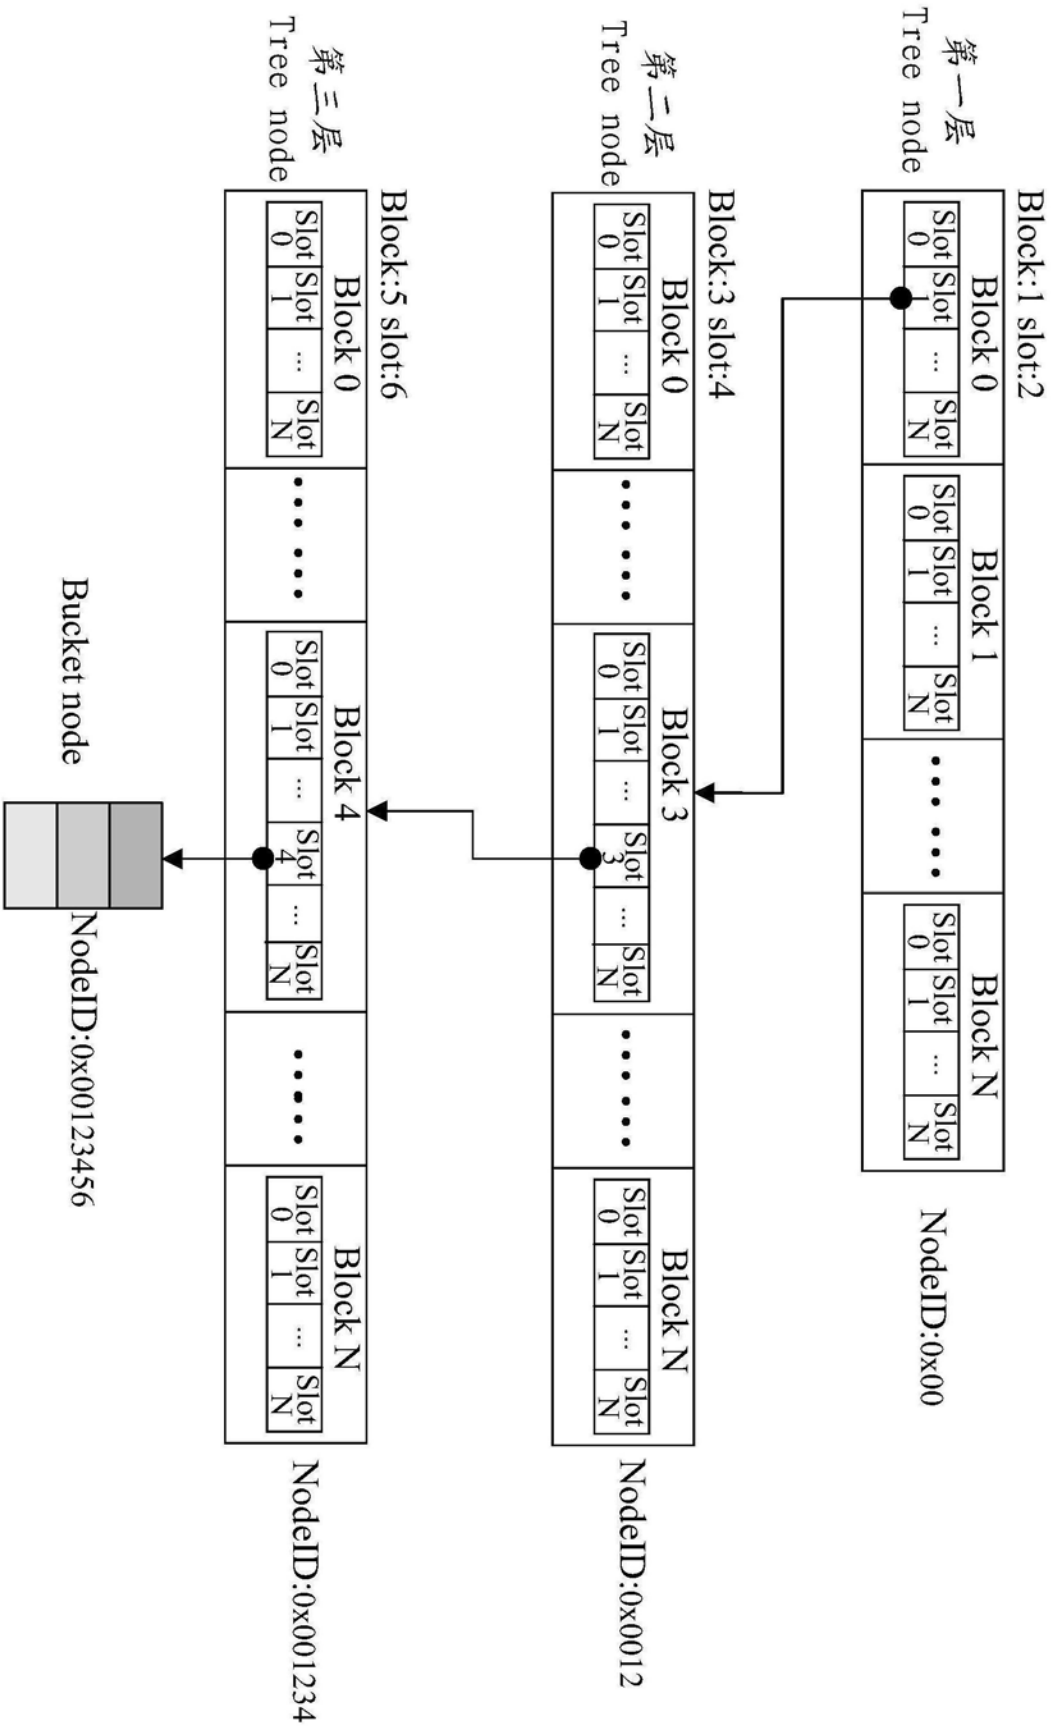 Block:1 slot:2
第一层
Tree node
Block 0
Slot 0
Slot 1
...
Slot N
Block 1
Slot 0
Slot 1
...
Slot N
......
Block N
Slot 0
Slot 1
...
Slot N
NodeID:0x00
Block:3 slot:4
第二层
Tree node
Block 0
Slot 0
Slot 1
...
Slot N
......
Block 3
Slot 0
Slot 1
...
Slot 3
...
Slot N
......
Block N
Slot 0
Slot 1
...
Slot N
NodeID:0x0012
Block:5 slot:6
第三层
Tree node
Block 0
Slot 0
Slot 1
...
Slot N
......
Block 4
Slot 0
Slot 1
...
Slot 4
...
Slot N
.....
Block N
Slot 0
Slot 1
...
Slot N
NodeID:0x001234
Bucket node
NodeID:0x00123456